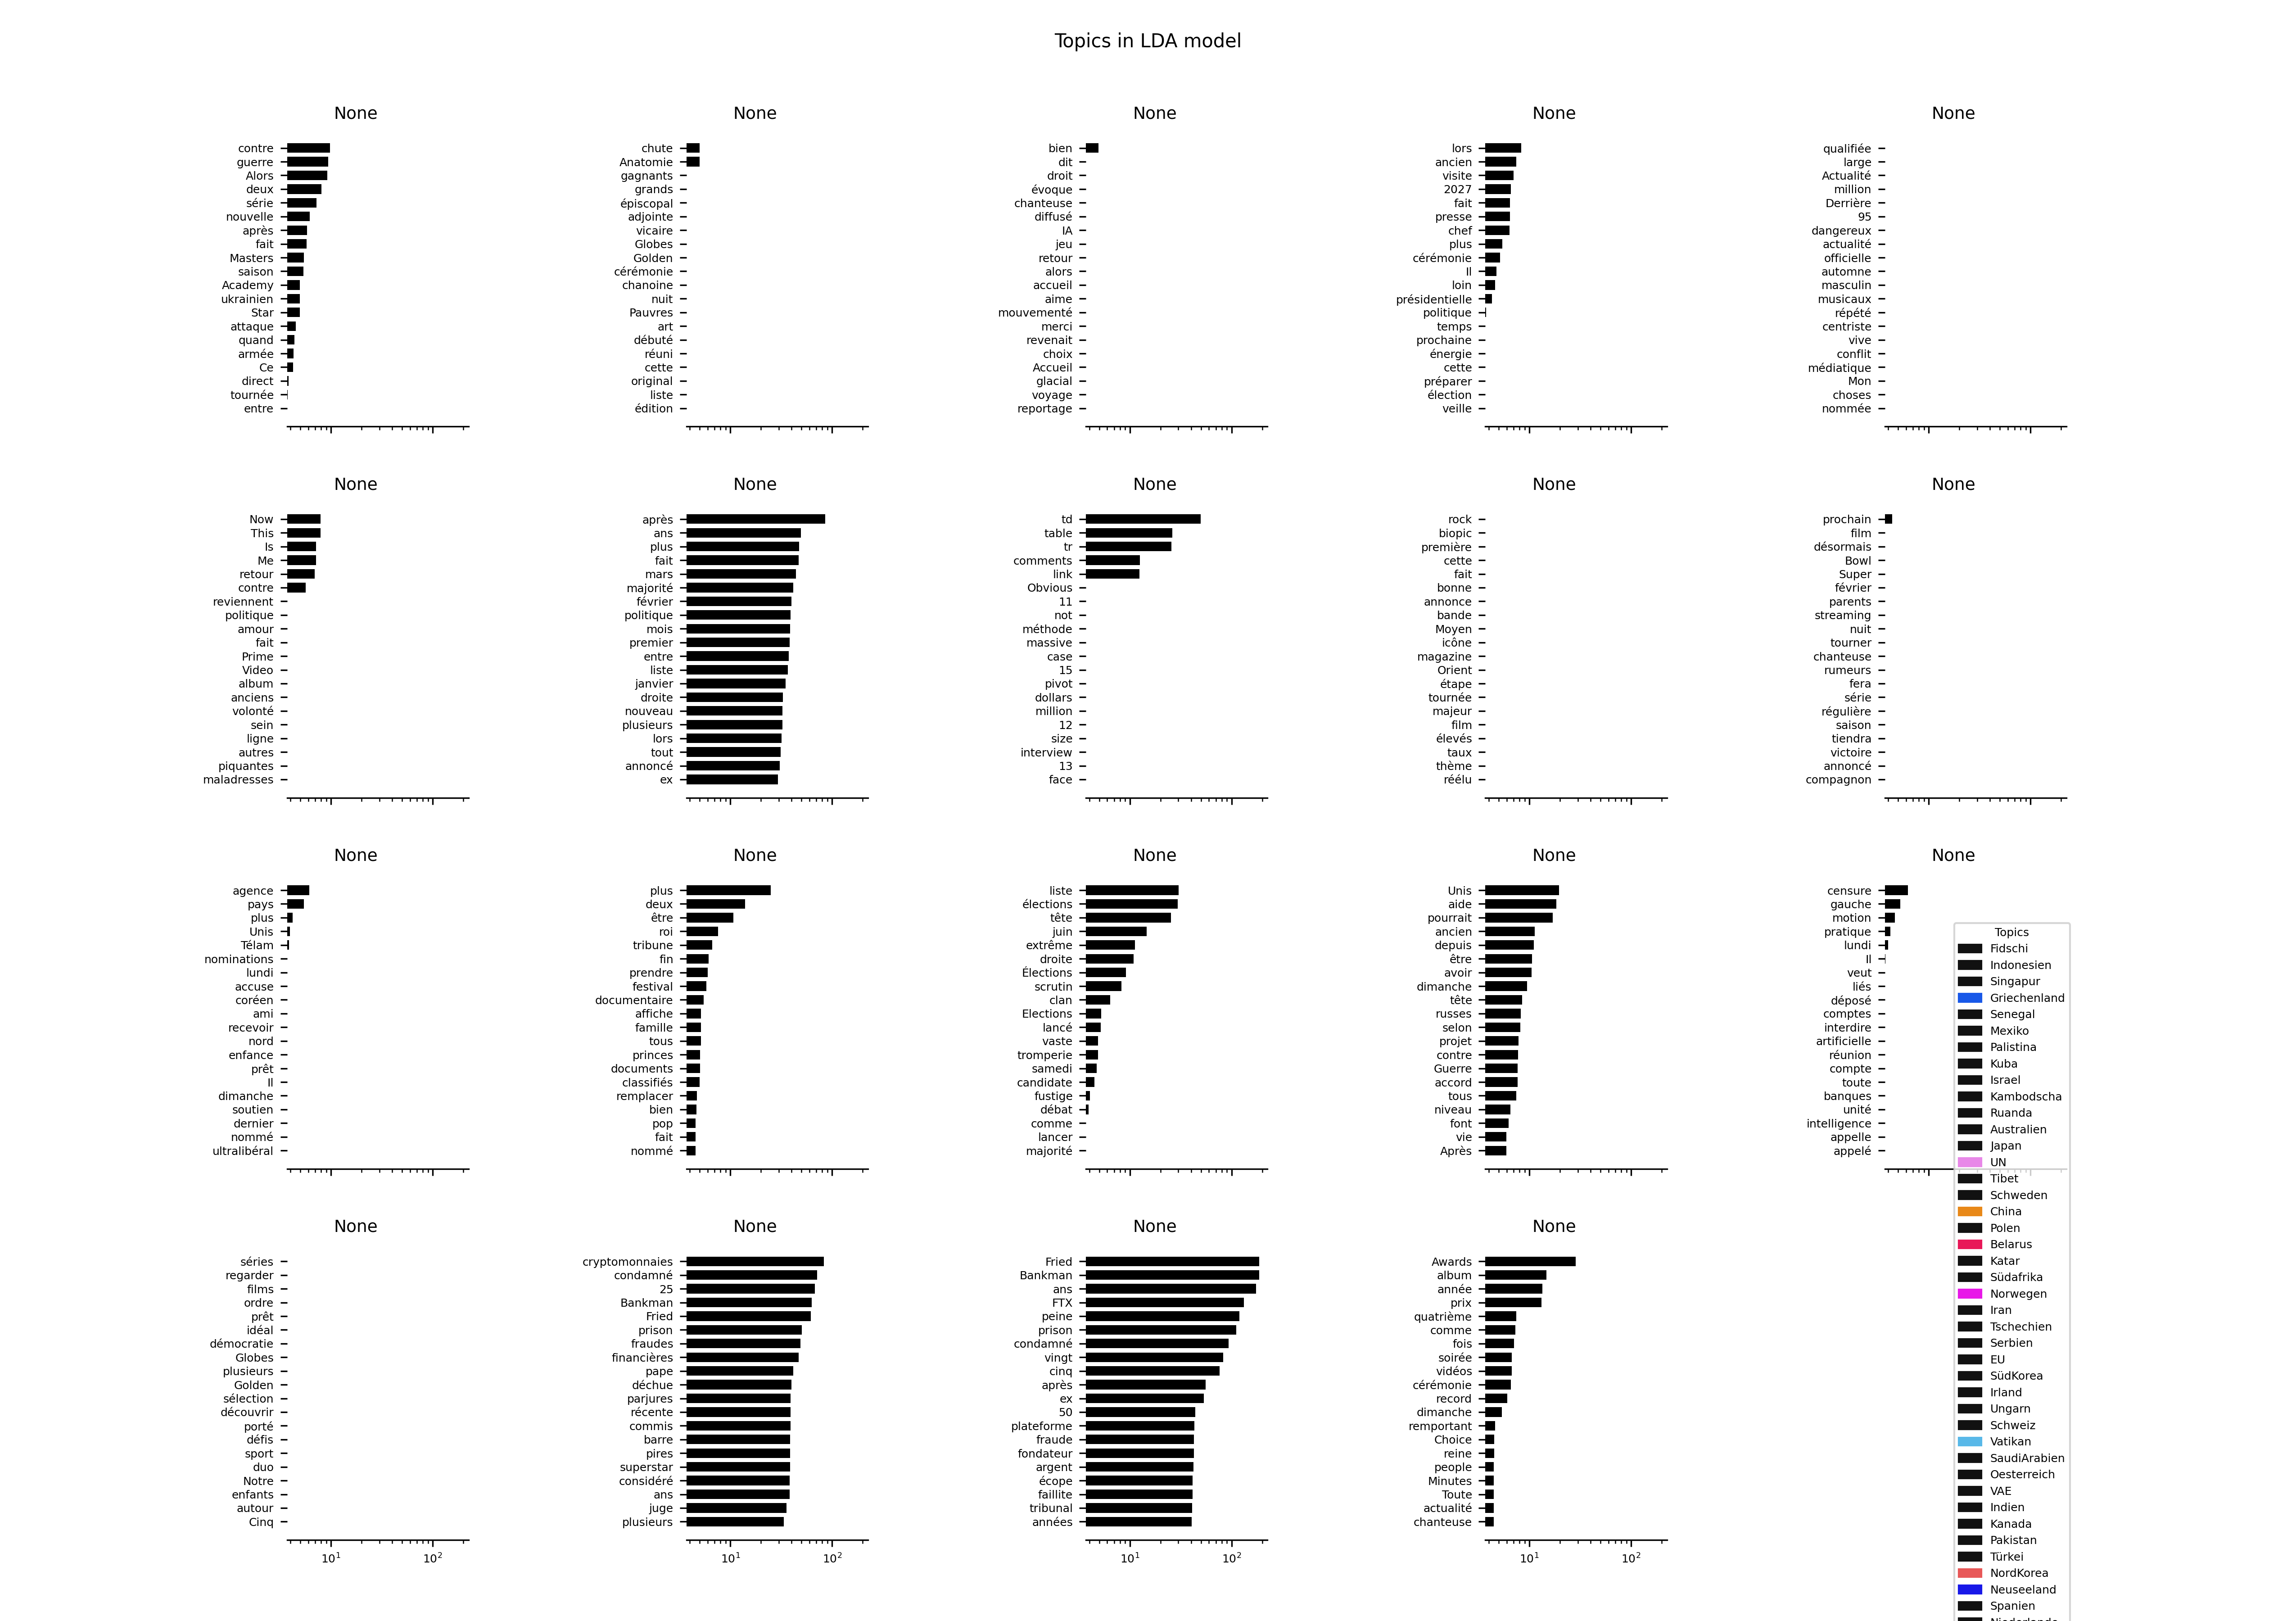 Topics in LDA model
None
contre
guerre
Alors
deux
série
nouvelle
après
fait
Masters
saison
Academy
ukrainien
Star
attaque
quand
armée
Ce
direct
tournée
entre
None
chute
Anatomie
gagnants
grands
épiscopal
adjointe
vicaire
Globes
Golden
cérémonie
chanoine
nuit
Pauvres
art
débuté
réuni
cette
original
liste
édition
None
bien
dit
droit
évoque
chanteuse
diffusé
IA
jeu
retour
alors
accueil
aime
mouvementé
merci
revenait
choix
Accueil
glacial
voyage
reportage
None
lors
ancien
visite
2027
fait
presse
chef
plus
cérémonie
Il
loin
présidentielle
politique
temps
prochaine
énergie
cette
préparer
élection
veille
None
qualifiée
large
Actualité
million
Derrière
95
dangereux
actualité
officielle
automne
masculin
musicaux
répété
centriste
vive
conflit
médiatique
Mon
choses
nommée
None
Now
This
Is
Me
retour
contre
reviennent
politique
amour
fait
Prime
Video
album
anciens
volonté
sein
ligne
autres
piquantes
maladresses
None
après
ans
plus
fait
mars
majorité
février
politique
mois
premier
entre
liste
janvier
droite
nouveau
plusieurs
lors
tout
annoncé
ex
None
td
table
tr
comments
link
Obvious
11
not
méthode
massive
case
15
pivot
dollars
million
12
size
interview
13
face
None
rock
biopic
première
cette
fait
bonne
annonce
bande
Moyen
icône
magazine
Orient
étape
tournée
majeur
film
élevés
taux
thème
réélu
None
prochain
film
désormais
Bowl
Super
février
parents
streaming
nuit
tourner
chanteuse
rumeurs
fera
série
régulière
saison
tiendra
victoire
annoncé
compagnon
None
agence
pays
plus
Unis
Télam
nominations
lundi
accuse
coréen
ami
recevoir
nord
enfance
prêt
Il
dimanche
soutien
dernier
nommé
ultralibéral
None
plus
deux
être
roi
tribune
fin
prendre
festival
documentaire
affiche
famille
tous
princes
documents
classifiés
remplacer
bien
pop
fait
nommé
None
liste
élections
tête
juin
extrême
droite
Élections
scrutin
clan
Elections
lancé
vaste
tromperie
samedi
candidate
fustige
débat
comme
lancer
majorité
None
Unis
aide
pourrait
ancien
depuis
être
avoir
dimanche
tête
russes
selon
projet
contre
Guerre
accord
tous
niveau
font
vie
Après
None
censure
gauche
motion
pratique
lundi
Il
veut
liés
déposé
comptes
interdire
artificielle
réunion
compte
toute
banques
unité
intelligence
appelle
appelé
None
séries
regarder
films
ordre
prêt
idéal
démocratie
Globes
plusieurs
Golden
sélection
découvrir
porté
défis
sport
duo
Notre
enfants
autour
Cinq
10¹ 10²
None
cryptomonnaies
condamné
25
Bankman
Fried
prison
fraudes
financières
pape
déchue
parjures
récente
commis
barre
pires
superstar
considéré
ans
juge
plusieurs
10¹ 10²
None
Fried
Bankman
ans
FTX
peine
prison
condamné
vingt
cinq
après
ex
50
plateforme
fraude
fondateur
argent
écope
faillite
tribunal
années
10¹ 10²
None
Awards
album
année
prix
quatrième
comme
fois
soirée
vidéos
cérémonie
record
dimanche
remportant
Choice
reine
people
Minutes
Toute
actualité
chanteuse
10¹ 10²
Topics
Fidschi
Indonesien
Singapur
Griechenland
Senegal
Mexiko
Palistina
Kuba
Israel
Kambodscha
Ruanda
Australien
Japan
UN
Tibet
Schweden
China
Polen
Belarus
Katar
Südafrika
Norwegen
Iran
Tschechien
Serbien
EU
SüdKorea
Irland
Ungarn
Schweiz
Vatikan
SaudiArabien
Oesterreich
VAE
Indien
Kanada
Pakistan
Türkei
NordKorea
Neuseeland
Spanien